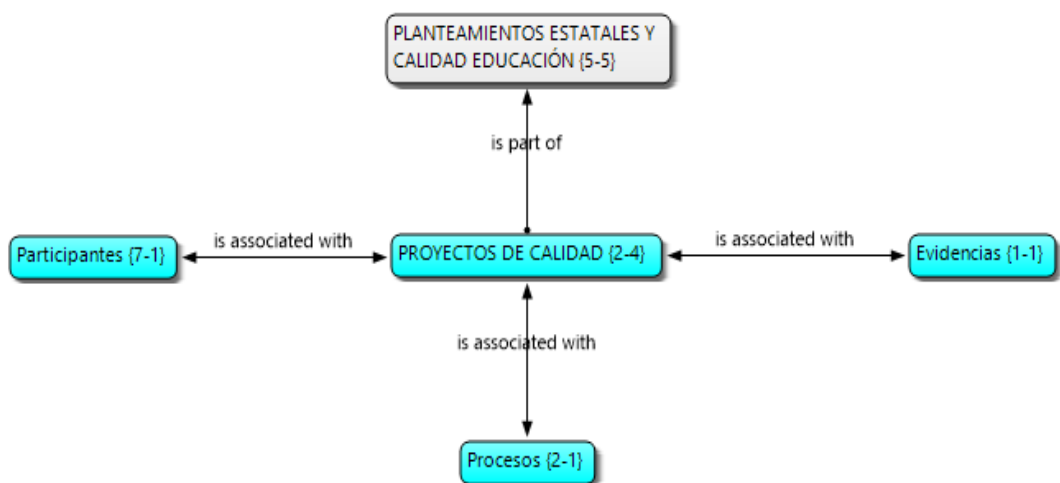 PLANTEAMIENTOS ESTATALES Y
CALIDAD EDUCACIÓN {5-5}
is part of
Participantes {7-1}
is associated with
PROYECTOS DE CALIDAD {2-4}
is associated with
Evidencias {1-1}
is associated with
Procesos {2-1}